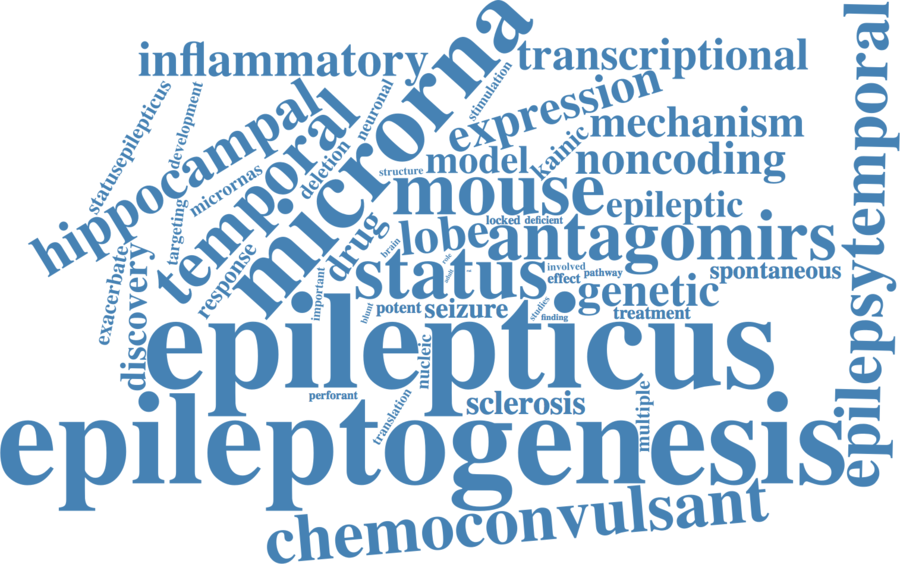 inflammatory
transcriptional
epilepsytemporal
microrna
stimulation
expression
statusepilepticus
development
neuronal
hippocampal
temporal
mechanism
kainic
noncoding
deletion
model
structure
micrornas
mouse
targeting
epileptic
locked
deficient
drug
lobe
antagomirs
brain
role
adult
exacerbate
discovery
response
important
status
involved
effect
pathway
spontaneous
genetic
blunt
potent
seizure
studies
finding
treatment
epilepticus
nucleic
perforant
translation
sclerosis
multiple
epileptogenesis
chemoconvulsant